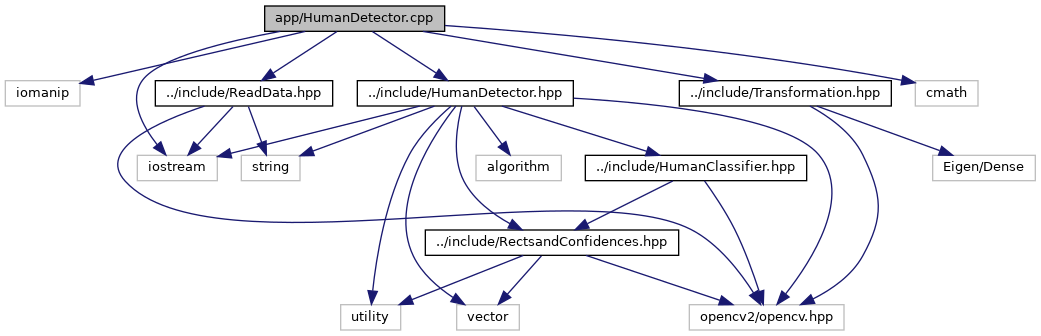 app/HumanDetector.cpp
iomanip
../include/ReadData.hpp
../include/HumanDetector.hpp
../include/Transformation.hpp
cmath
iostream
string
algorithm
../include/HumanClassifier.hpp
Eigen/Dense
../include/RectsandConfidences.hpp
utility
vector
opencv2/opencv.hpp